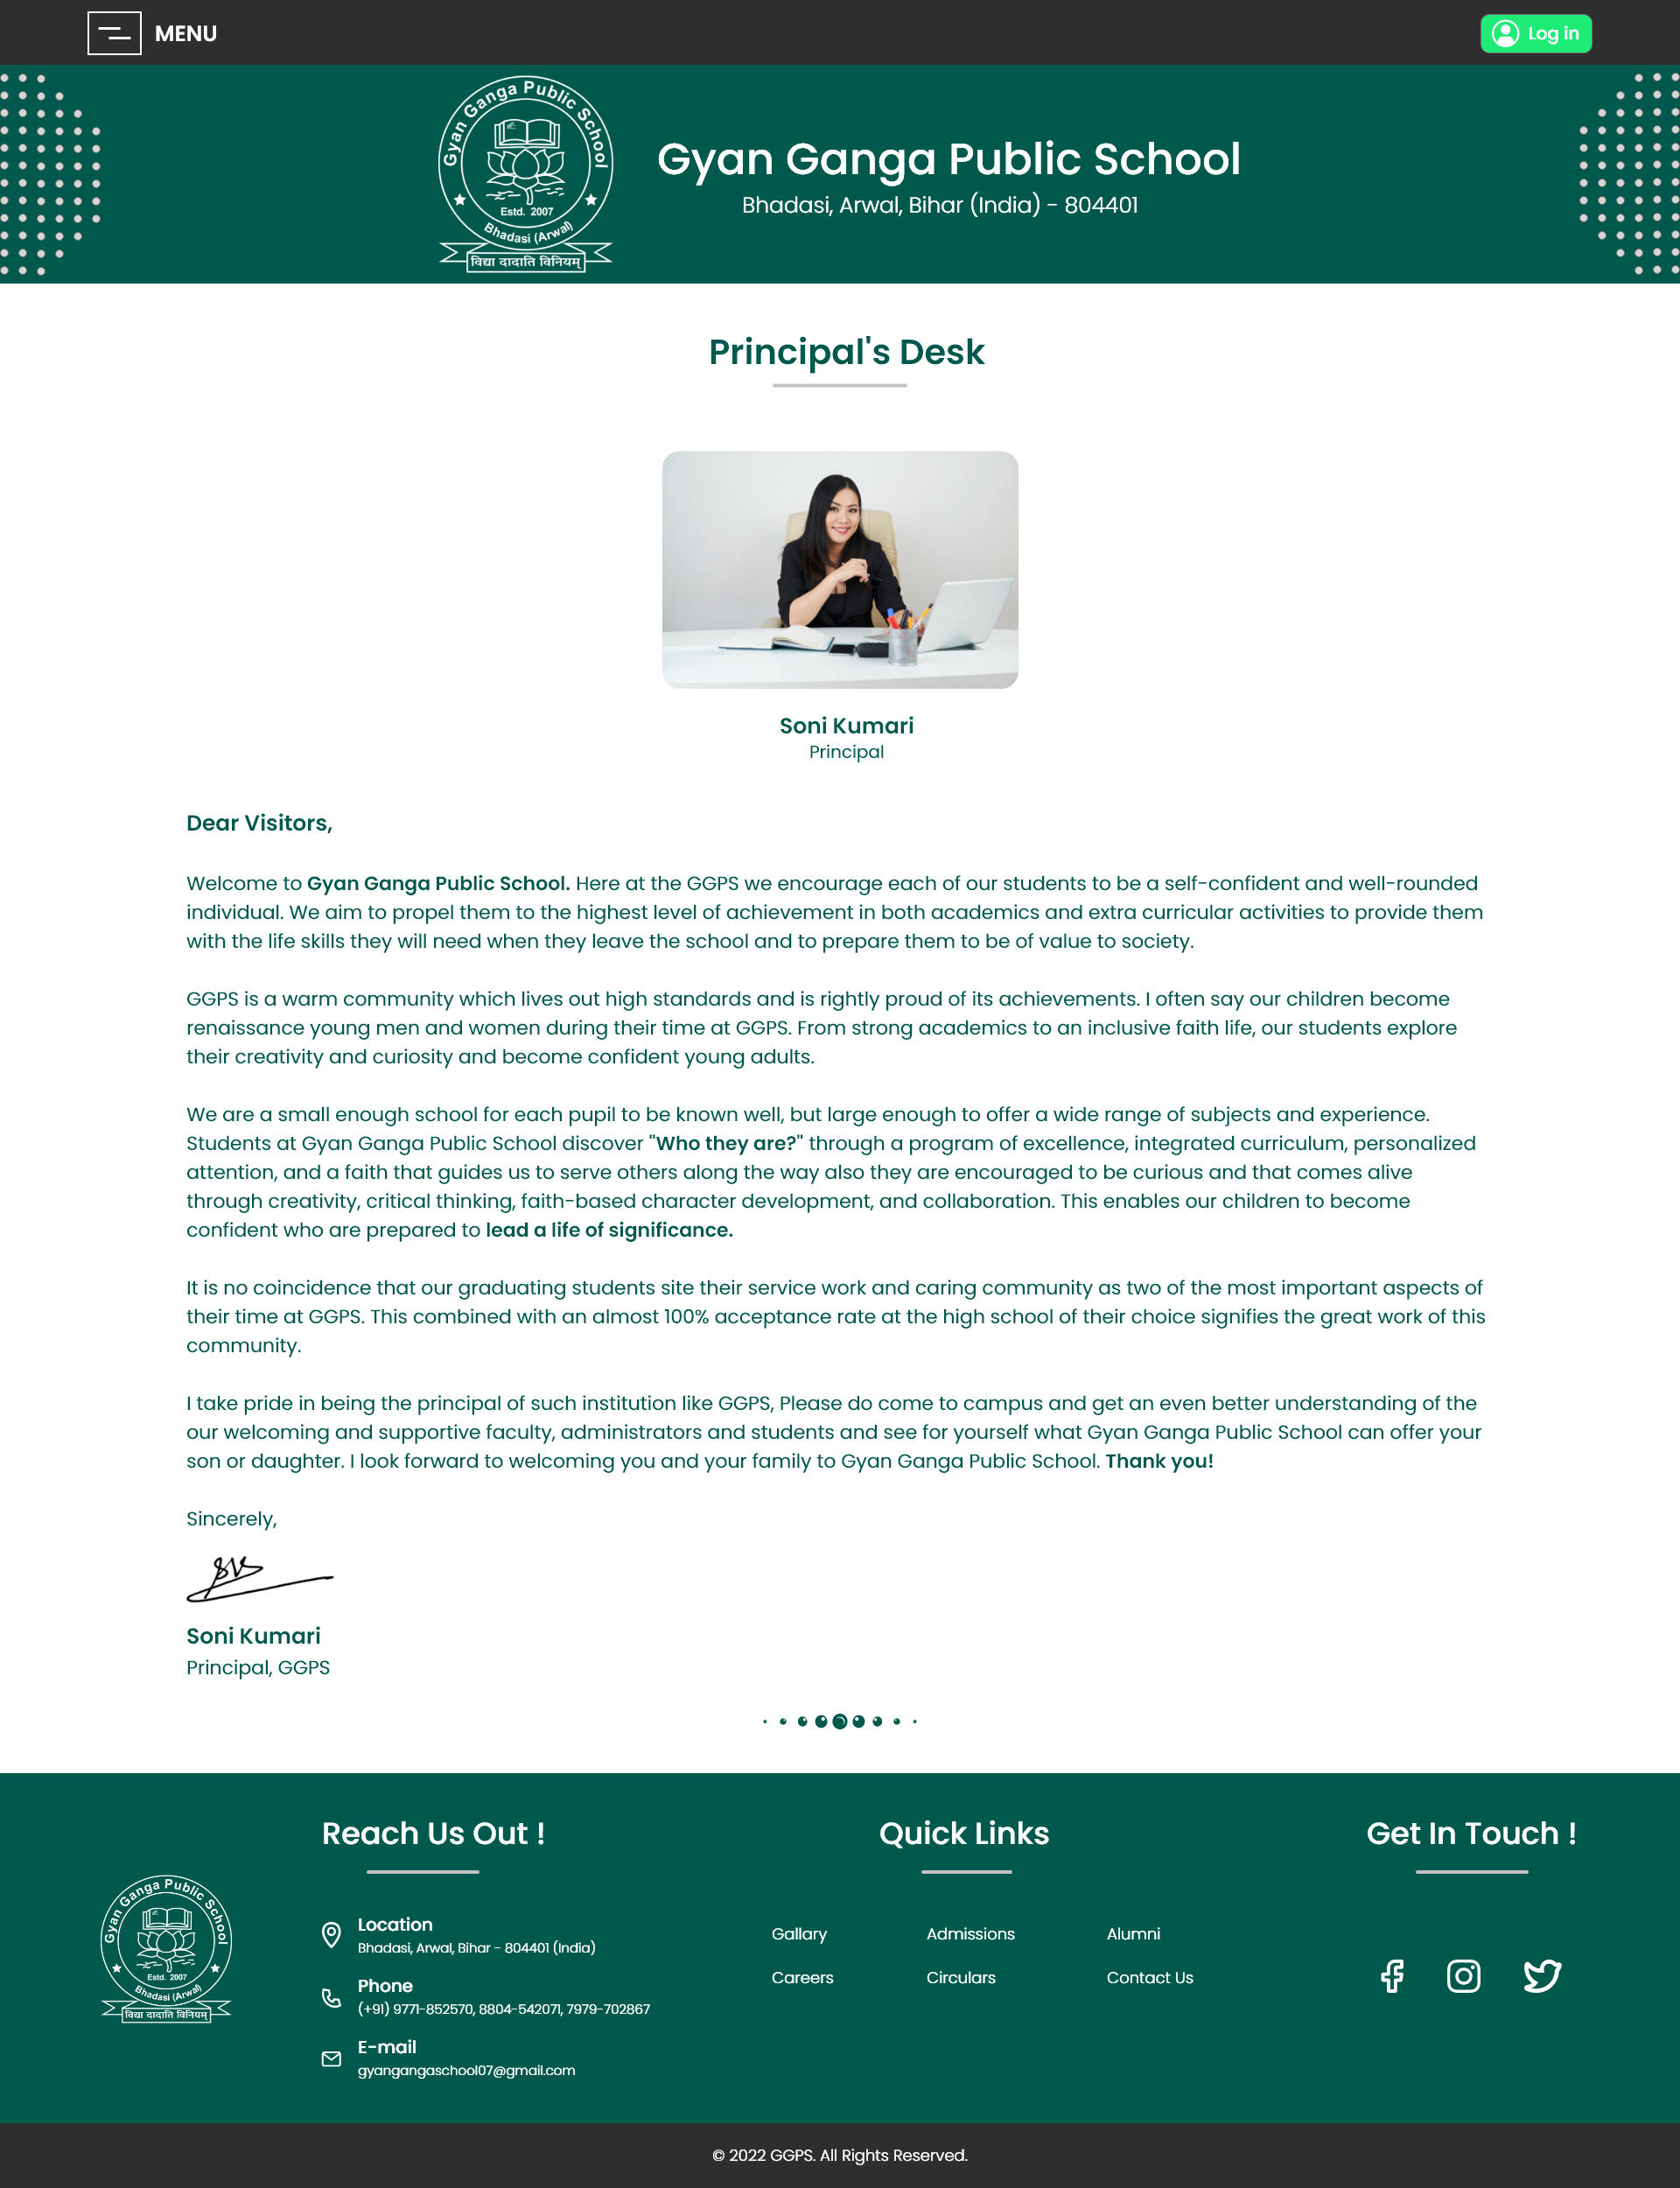 MENU
Log in
Gyan Ganga Public School
Estd. 2007
Bhadasi (Arwal)
विद्या दादाति विनियम्
Gyan Ganga Public School
Bhadasi, Arwal, Bihar (India) - 804401
Principal's Desk
Soni Kumari
Principal
Dear Visitors,
Welcome to Gyan Ganga Public School. Here at the GGPS we encourage each of our students to be a self-confident and well-rounded
individual. We aim to propel them to the highest level of achievement in both academics and extra curricular activities to provide them
with the life skills they will need when they leave the school and to prepare them to be of value to society.
GGPS is a warm community which lives out high standards and is rightly proud of its achievements. I often say our children become
renaissance young men and women during their time at GGPS. From strong academics to an inclusive faith life, our students explore
their creativity and curiosity and become confident young adults.
We are a small enough school for each pupil to be known well, but large enough to offer a wide range of subjects and experience.
Students at Gyan Ganga Public School discover "Who they are?" through a program of excellence, integrated curriculum, personalized
attention, and a faith that guides us to serve others along the way also they are encouraged to be curious and that comes alive
through creativity, critical thinking, faith-based character development, and collaboration. This enables our children to become
confident who are prepared to lead a life of significance.
It is no coincidence that our graduating students site their service work and caring community as two of the most important aspects of
their time at GGPS. This combined with an almost 100% acceptance rate at the high school of their choice signifies the great work of this
community.
I take pride in being the principal of such institution like GGPS, Please do come to campus and get an even better understanding of the
our welcoming and supportive faculty, administrators and students and see for yourself what Gyan Ganga Public School can offer your
son or daughter. I look forward to welcoming you and your family to Gyan Ganga Public School. Thank you!
Sincerely,
Soni Kumari
Principal, GGPS
Gyan Ganga Public School
Estd. 2007
Bhadasi (Arwal)
विद्या दादाति विनियम्
Reach Us Out !
Location
Bhadasi, Arwal, Bihar - 804401 (India)
Phone
(+91) 9771-852570, 8804-542071, 7979-702867
E-mail
gyangangaschool07@gmail.com
Quick Links
Gallary Admissions Alumni
Careers Circulars Contact Us
Get In Touch !
© 2022 GGPS. All Rights Reserved.